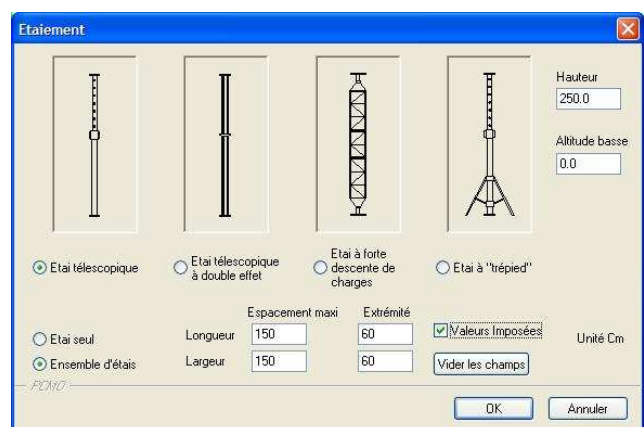 Etaiement
Hauteur
250.0
Altitude basse
0.0
Etai télescopique
Etai télescopique
à double effet
Etai à forte
descente de
charges
Etai à "trépied"
Espacement maxi
Extrémité
Etai seul
Longueur
150
60
Valeurs Imposées
Unité Cm
Ensemble d'étais
Largeur
150
60
Vider les champs
PCMO
OK
Annuler